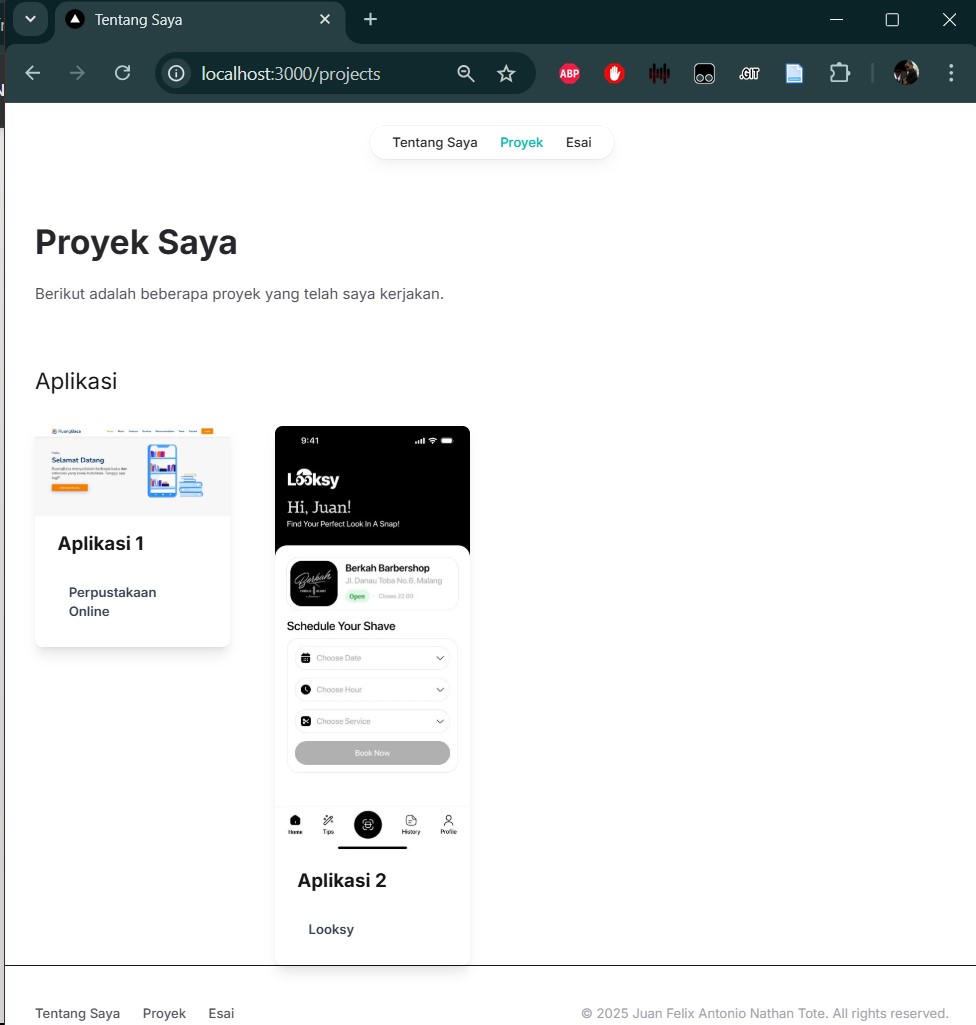 Tentang Saya
localhost:3000/projects
ABP
.GIT
Tentang Saya Proyek Esai
Proyek Saya
Berikut adalah beberapa proyek yang telah saya kerjakan.
Aplikasi
RuangBaca
Selamat Datang
Aplikasi 1
Perpustakaan
Online
9:41
Looksy
Hi, Juan!
Find Your Perfect Look In A Snap!
Berkah
Berkah Barbershop
Jl. Danau Toba No.6, Malang
Open
Closes 22.00
Schedule Your Shave
Choose Date
Choose Hour
Choose Service
Book Now
Home Tips History Profile
Aplikasi 2
Looksy
Tentang Saya Proyek Esai
© 2025 Juan Felix Antonio Nathan Tote. All rights reserved.